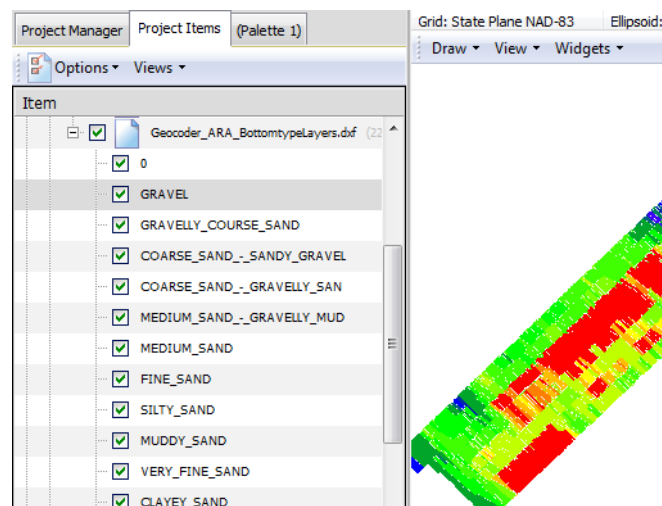 Project Manager Project Items (Palette 1)
Grid: State Plane NAD-83 Ellipsoid:
Options Views
Draw View Widgets
Item
Geocoder_ARA_BottomtypeLayers.dxf (22
0
GRAVEL
GRAVELLY_COURSE_SAND
COARSE_SAND_-_SANDY_GRAVEL
COARSE_SAND_-_GRAVELLY_SAN
MEDIUM_SAND_-_GRAVELLY_MUD
MEDIUM_SAND
FINE_SAND
SILTY_SAND
MUDDY_SAND
VERY_FINE_SAND
CLAYEY_SAND